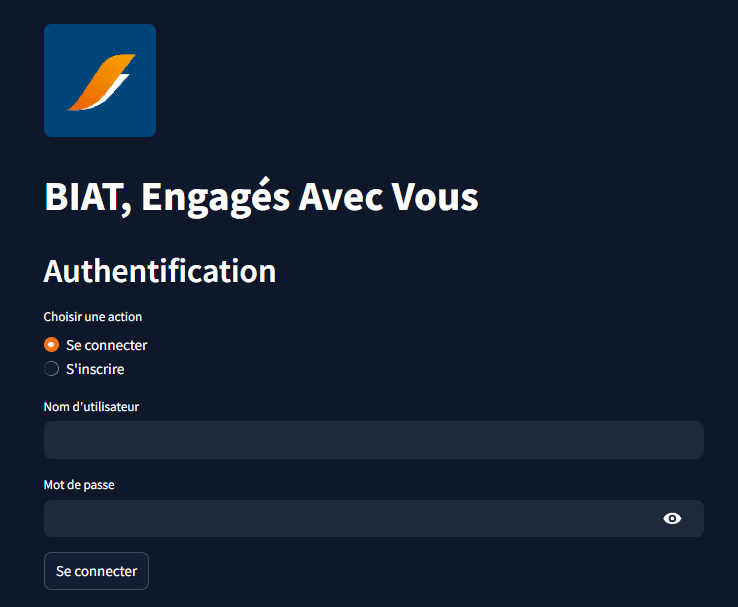 BIAT, Engagés Avec Vous
Authentification
Choisir une action
Se connecter
S'inscrire
Nom d'utilisateur
Mot de passe
Se connecter